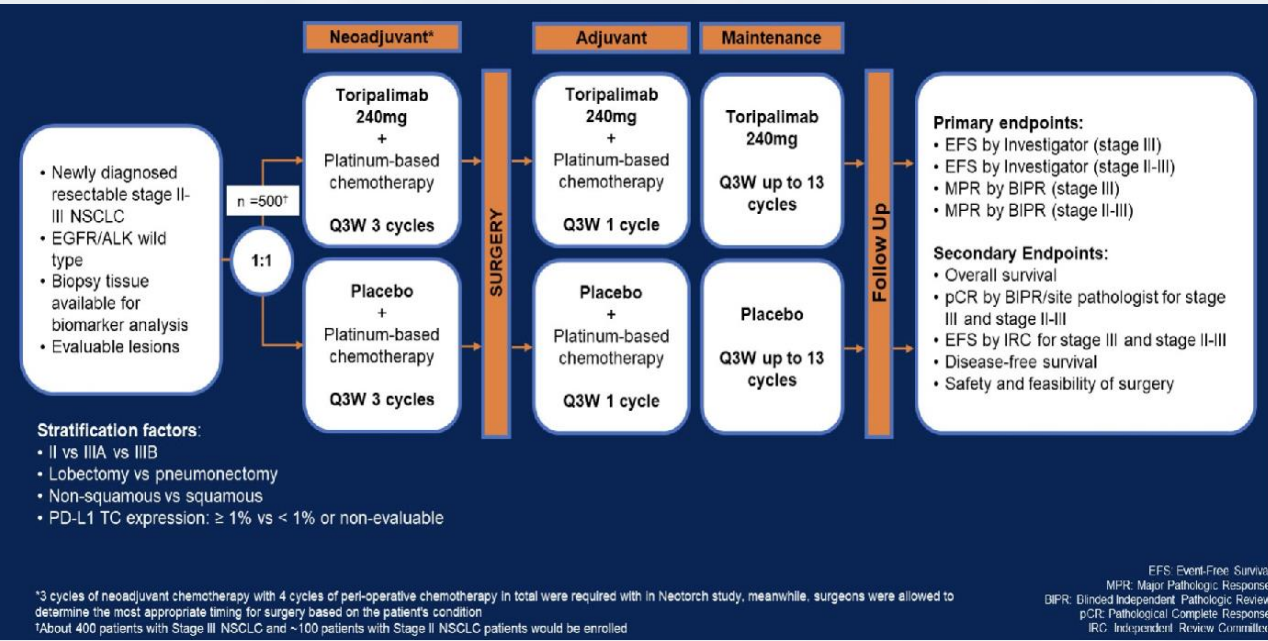 Neoadjuvant*
Adjuvant
Maintenance
• Newly diagnosed
resectable stage II-
III NSCLC
• EGFR/ALK wild
type
• Biopsy tissue
available for
biomarker analysis
• Evaluable lesions
n =500†
1:1
Toripalimab
240mg
+
Platinum-based
chemotherapy
Q3W 3 cycles
Placebo
+
Platinum-based
chemotherapy
Q3W 3 cycles
SURGERY
Toripalimab
240mg
+
Platinum-based
chemotherapy
Q3W 1 cycle
Placebo
+
Platinum-based
chemotherapy
Q3W 1 cycle
Toripalimab
240mg
Q3W up to 13
cycles
Placebo
Q3W up to 13
cycles
Follow Up
Primary endpoints:
• EFS by Investigator (stage III)
• EFS by Investigator (stage II-III)
• MPR by BIPR (stage III)
• MPR by BIPR (stage II-III)
Secondary Endpoints:
• Overall survival
• pCR by BIPR/site pathologist for stage
III and stage II-III
• EFS by IRC for stage III and stage II-III
• Disease-free survival
• Safety and feasibility of surgery
Stratification factors:
• II vs IIIA vs IIIB
• Lobectomy vs pneumonectomy
• Non-squamous vs squamous
• PD-L1 TC expression: ≥ 1% vs < 1% or non-evaluable
*3 cycles of neoadjuvant chemotherapy with 4 cycles of peri-operative chemotherapy in total were required with in Neotorch study, meanwhile, surgeons were allowed to
determine the most appropriate timing for surgery based on the patient's condition
†About 400 patients with Stage III NSCLC and ~100 patients with Stage II NSCLC patients would be enrolled
EFS: Event-Free Surviva
MPR: Major Pathologic Response
BIPR: Blinded Independent Pathologic Review
pCR: Pathological Complete Response
IRC: Independent Review Committee